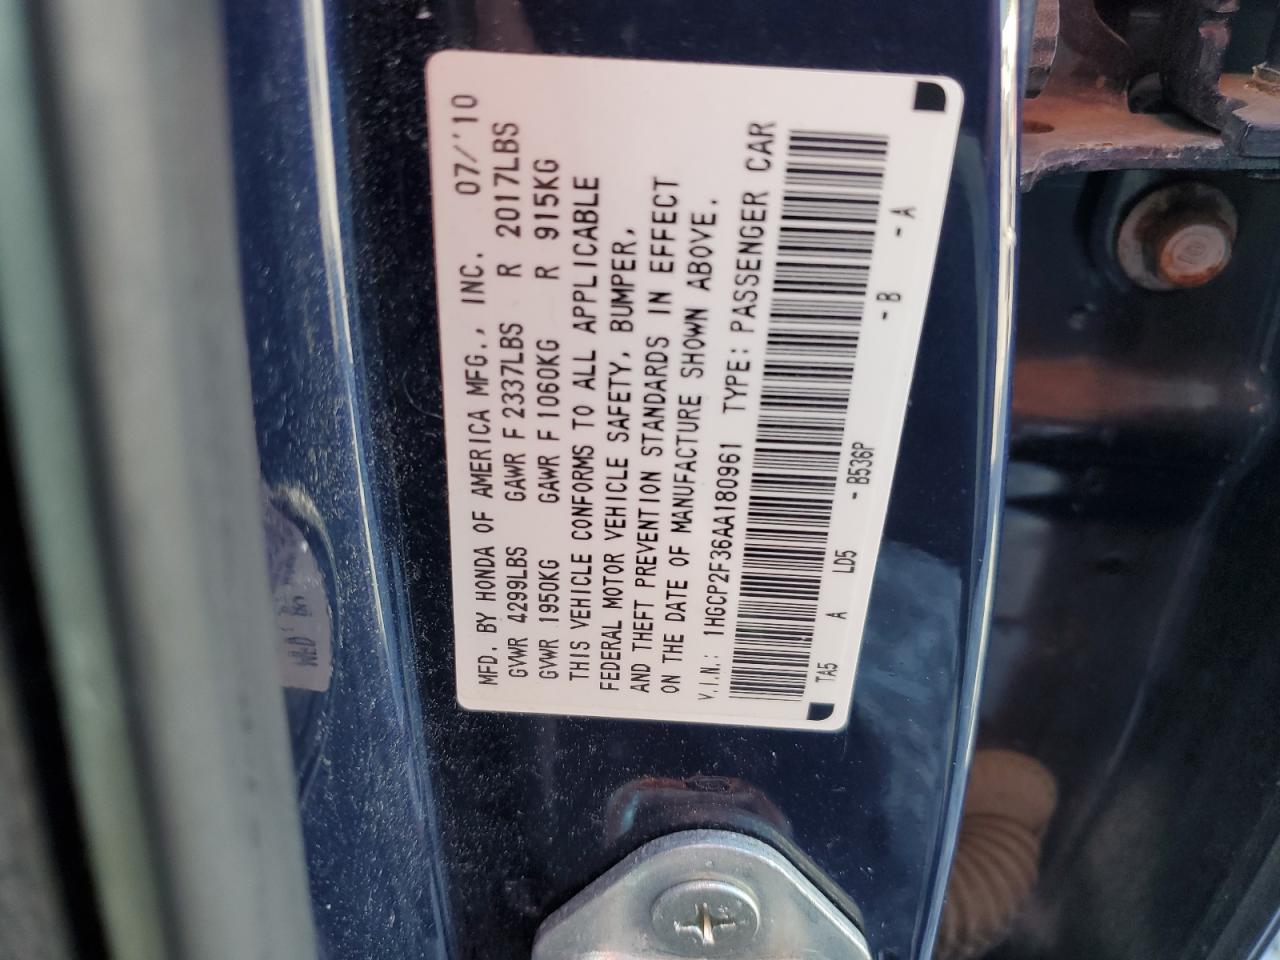 MFD. BY HONDA OF AMERICA MFG., INC. 07/'10
GVWR 4299LBS GAWR F 2337LBS R 2017LBS
GVWR 1950KG GAWR F 1060KG R 915KG
THIS VEHICLE CONFORMS TO ALL APPLICABLE
FEDERAL MOTOR VEHICLE SAFETY, BUMPER,
AND THEFT PREVENTION STANDARDS IN EFFECT
ON THE DATE OF MANUFACTURE SHOWN ABOVE.
V.I.N.: 1HGCP2F36AA180961 TYPE: PASSENGER CAR
TA5 A LD5 - B536P - B - A